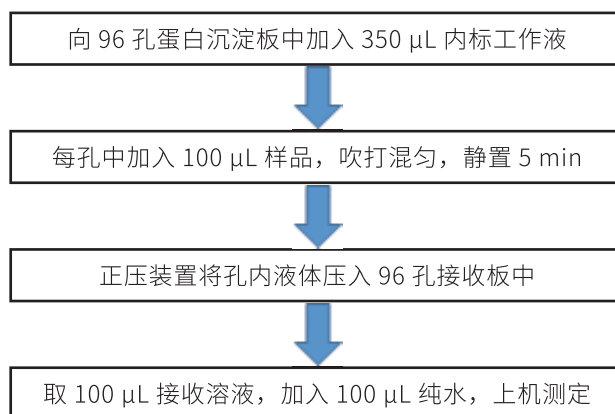 向 96 孔蛋白沉淀板中加入 350 μL 内标工作液
每孔中加入 100 μL 样品，吹打混匀，静置 5 min
正压装置将孔内液体压入 96 孔接收板中
取 100 μL 接收溶液，加入 100 μL 纯水，上机测定